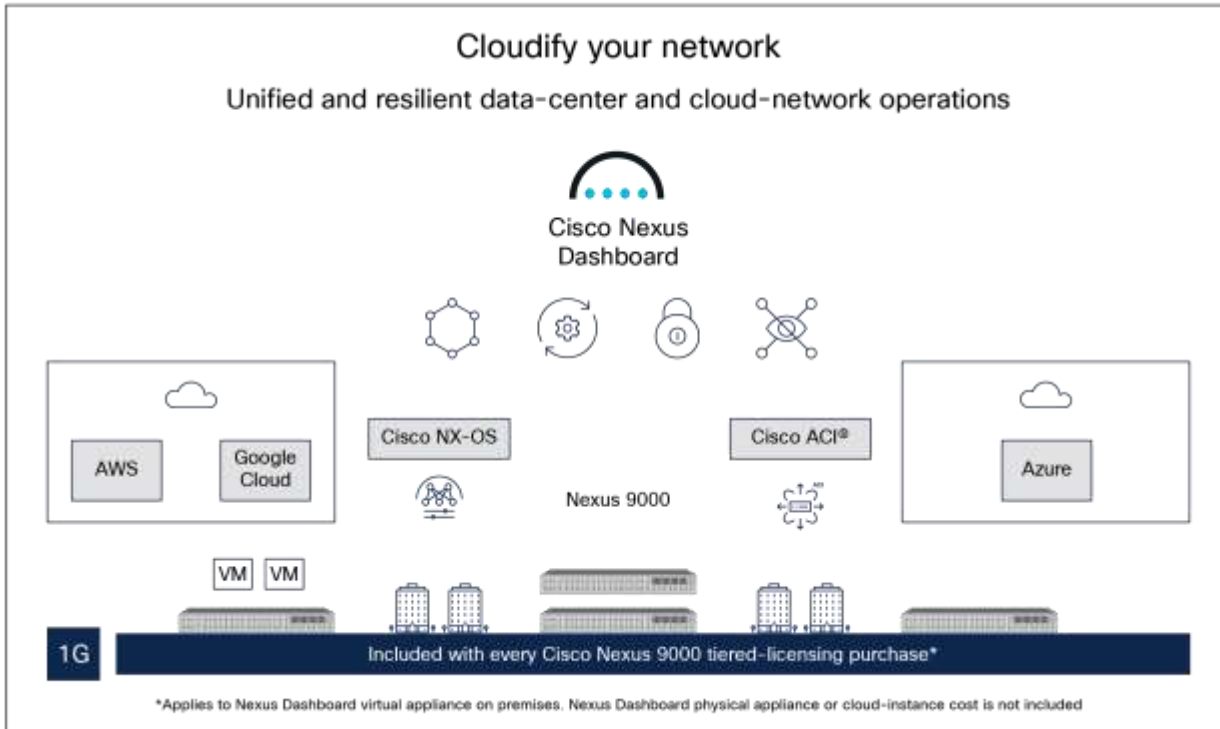 Cloudify your network
Unified and resilient data-center and cloud-network operations
Cisco Nexus
Dashboard
AWS
Google
Cloud
Cisco NX-OS
Nexus 9000
Cisco ACI®
Azure
VM
VM
1G
Included with every Cisco Nexus 9000 tiered-licensing purchase*
*Applies to Nexus Dashboard virtual appliance on premises. Nexus Dashboard physical appliance or cloud-instance cost is not included